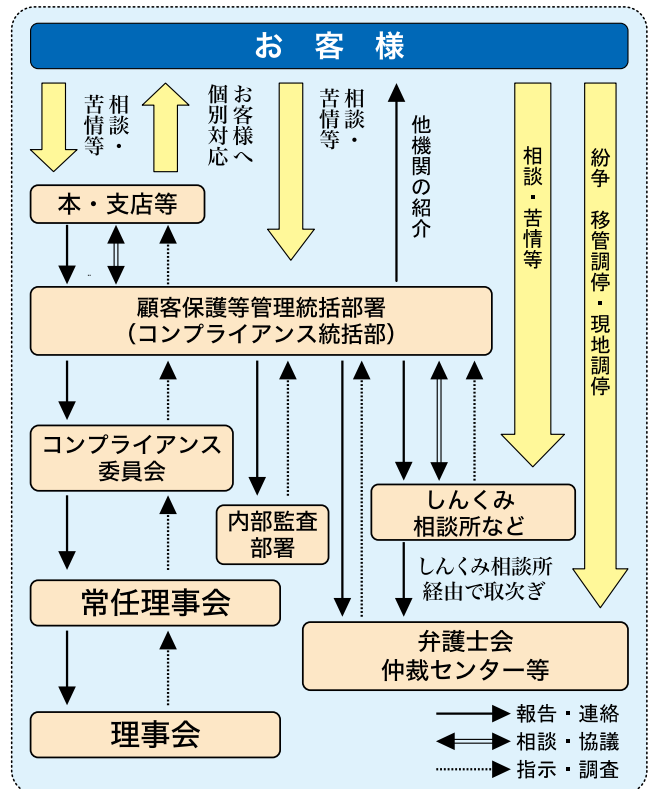 お客様
相談・
苦情等
お客様へ
個別対応
相談・
苦情等
他機関の紹介
相談・苦情等
紛争 移管調停・現地調停
本・支店等
顧客保護等管理統括部署
（コンプライアンス統括部）
コンプライアンス
委員会
内部監査
部署
しんくみ
相談所など
しんくみ相談所
経由で取次ぎ
常任理事会
弁護士会
仲裁センター等
理事会
報告・連絡
相談・協議
指示・調査